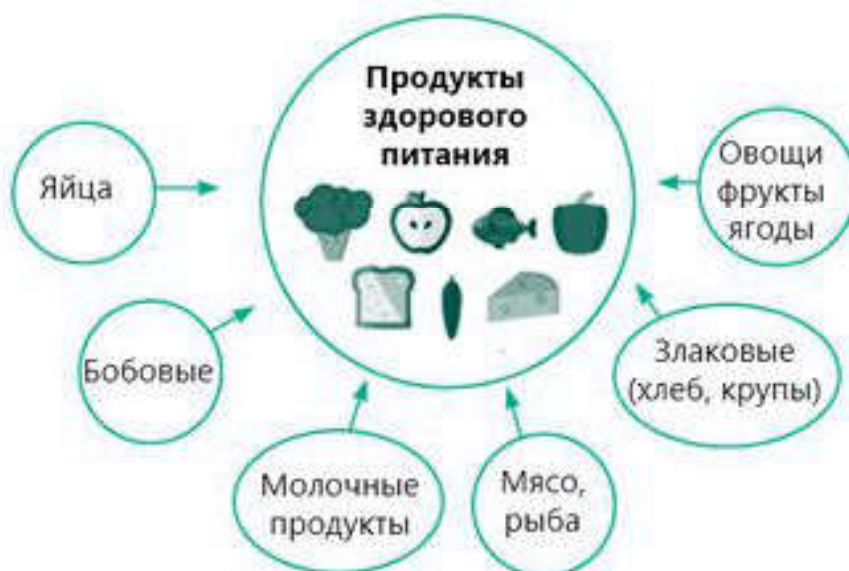 Продукты
здорового
питания
Яйца
Овощи
фрукты
ягоды
Бобовые
Злаковые
(хлеб, крупы)
Молочные
продукты
Мясо,
рыба